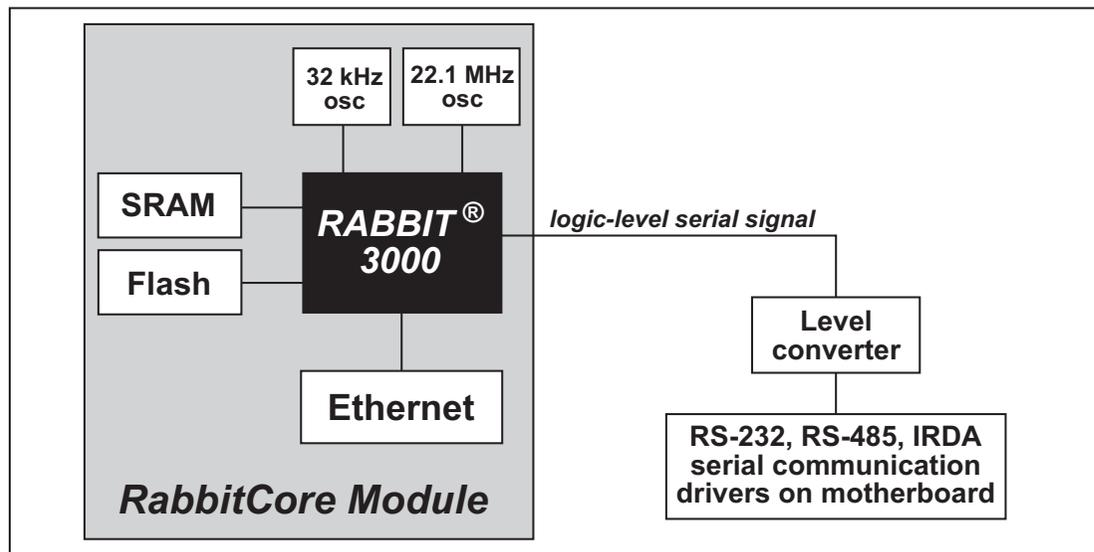 32 kHz
osc
22.1 MHz
osc
SRAM
Flash
RABBIT ®
3000
logic-level serial signal
Level
converter
Ethernet
RS-232, RS-485, IRDA
serial communication
drivers on motherboard
RabbitCore Module